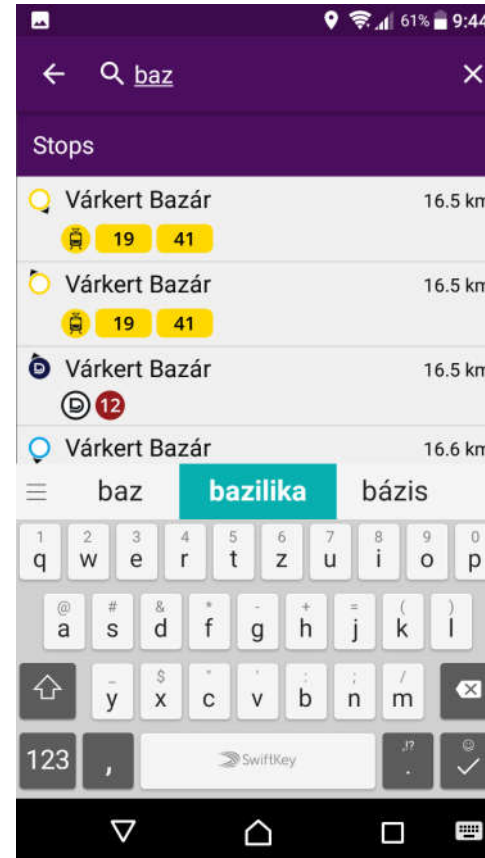 61% 9:44
baz
Stops
Várkert Bazár 16.5 km
19 41
Várkert Bazár 16.5 km
19 41
Várkert Bazár 16.5 km
D 12
Várkert Bazár 16.6 km
baz bazilika bázis
1 2 3 4 5 6 7 8 9 0
q w e r t z u i o p
@ # & * - + = ( )
a s d f g h j k l
_ $ " ' : ; /
y x c v b n m
123 , SwiftKey ,!? .